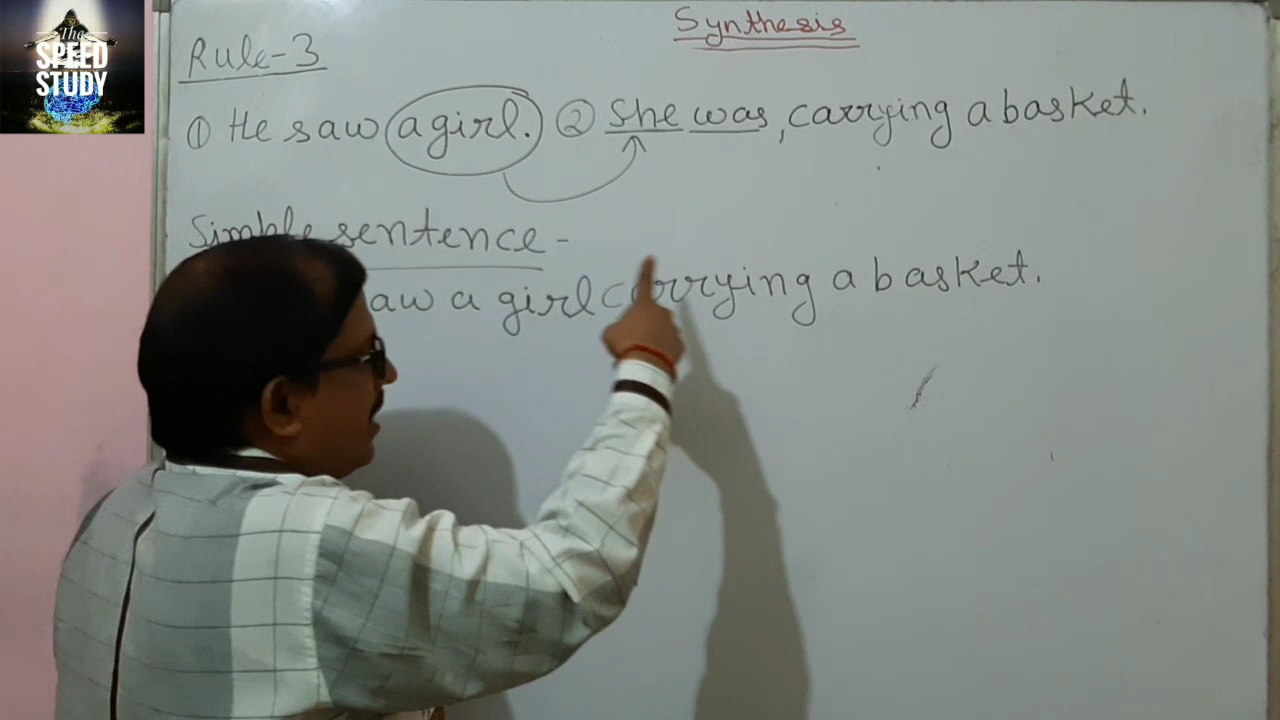 The
SPEED
STUDY
Synthesis
Rule-3
① He saw a girl. ② She was, carrying a basket.
Simple sentence -
aw a girl carrying a basket.